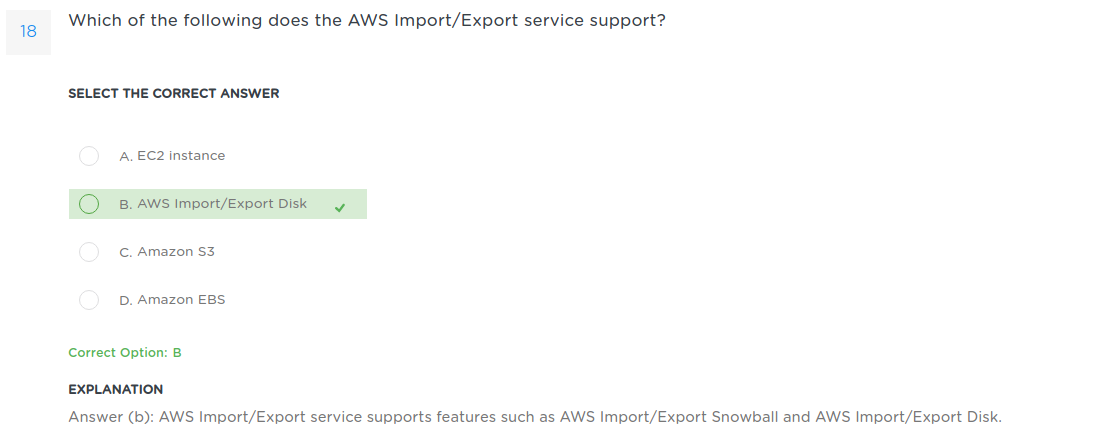 18
Which of the following does the AWS Import/Export service support?
SELECT THE CORRECT ANSWER
A. EC2 instance
B. AWS Import/Export Disk
C. Amazon S3
D. Amazon EBS
Correct Option: B
EXPLANATION
Answer (b): AWS Import/Export service supports features such as AWS Import/Export Snowball and AWS Import/Export Disk.